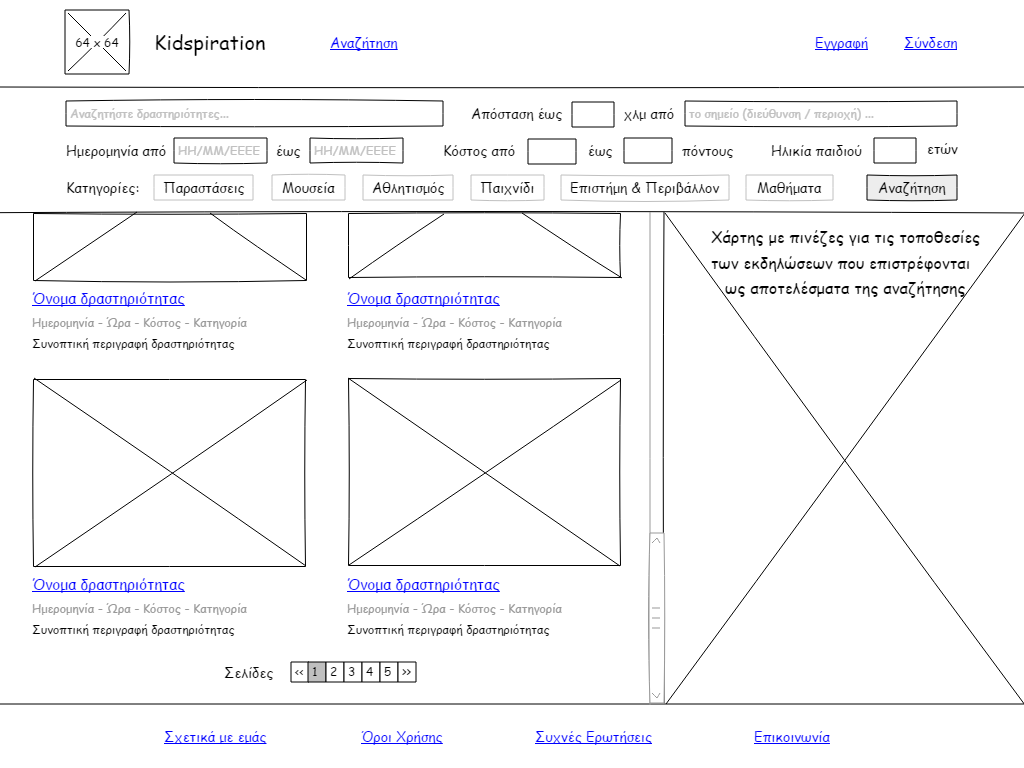 64 x 64 Kidspiration Αναζήτηση Εγγραφή Σύνδεση
Αναζητήστε δραστηριότητες... Απόσταση έως χλμ από το σημείο (διεύθυνση / περιοχή) ...
Ημερομηνία από ΗΗ/ΜΜ/ΕΕΕΕ έως ΗΗ/ΜΜ/ΕΕΕΕ Κόστος από έως πόντους Ηλικία παιδιού ετών
Κατηγορίες: Παραστάσεις Μουσεία Αθλητισμός Παιχνίδι Επιστήμη & Περιβάλλον Μαθήματα Αναζήτηση
Όνομα δραστηριότητας
Ημερομηνία - Ώρα - Κόστος - Κατηγορία
Συνοπτική περιγραφή δραστηριότητας
Όνομα δραστηριότητας
Ημερομηνία - Ώρα - Κόστος - Κατηγορία
Συνοπτική περιγραφή δραστηριότητας
Όνομα δραστηριότητας
Ημερομηνία - Ώρα - Κόστος - Κατηγορία
Συνοπτική περιγραφή δραστηριότητας
Όνομα δραστηριότητας
Ημερομηνία - Ώρα - Κόστος - Κατηγορία
Συνοπτική περιγραφή δραστηριότητας
Σελίδες << 1 2 3 4 5 >>
Χάρτης με πινέζες για τις τοποθεσίες
των εκδηλώσεων που επιστρέφονται
ως αποτελέσματα της αναζήτησης
Σχετικά με εμάς Όροι Χρήσης Συχνές Ερωτήσεις Επικοινωνία